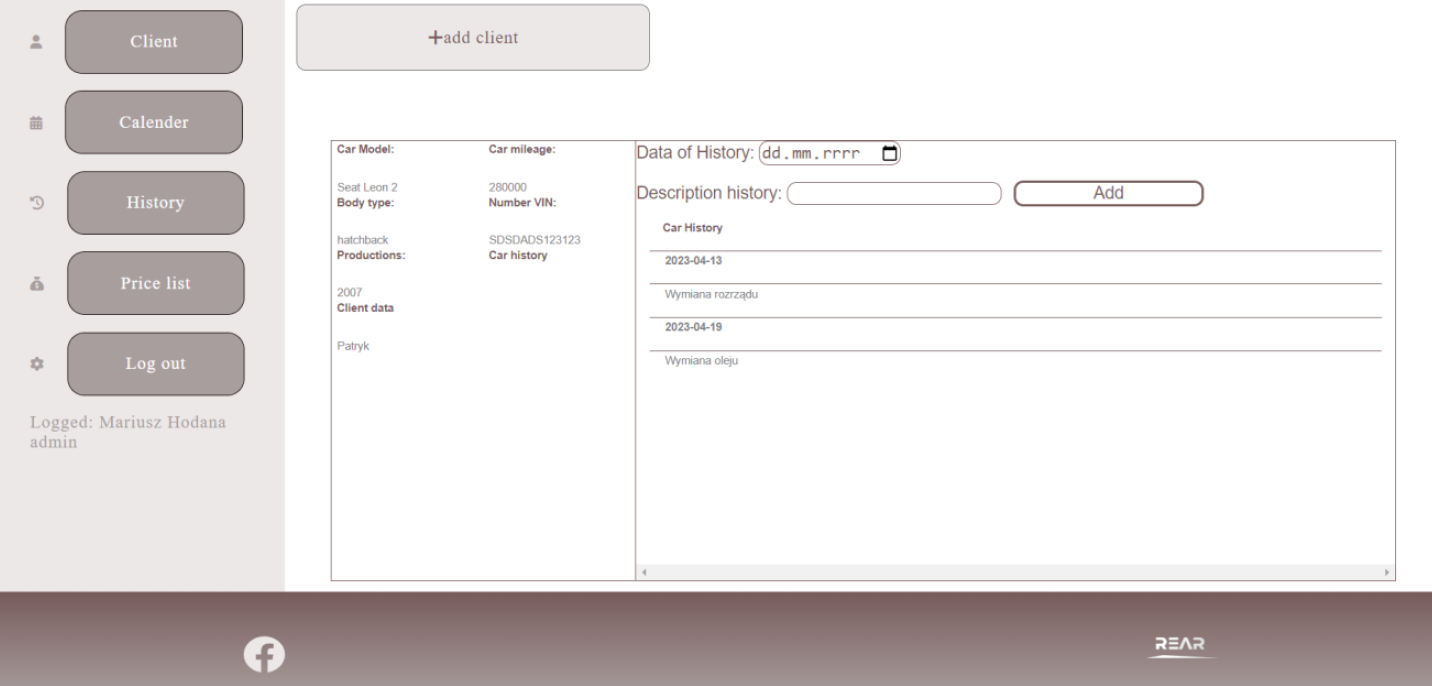 Client
Calender
History
Price list
Log out
Logged: Mariusz Hodana
admin
+add client
Car Model: Car mileage:
Seat Leon 2 280000
Body type: Number VIN:
hatchback SDSDADS123123
Productions: Car history
2007
Client data
Patryk
Data of History: dd.mm.rrrr
Description history: Add
Car History
2023-04-13
Wymiana rozrządu
2023-04-19
Wymiana oleju
REAR